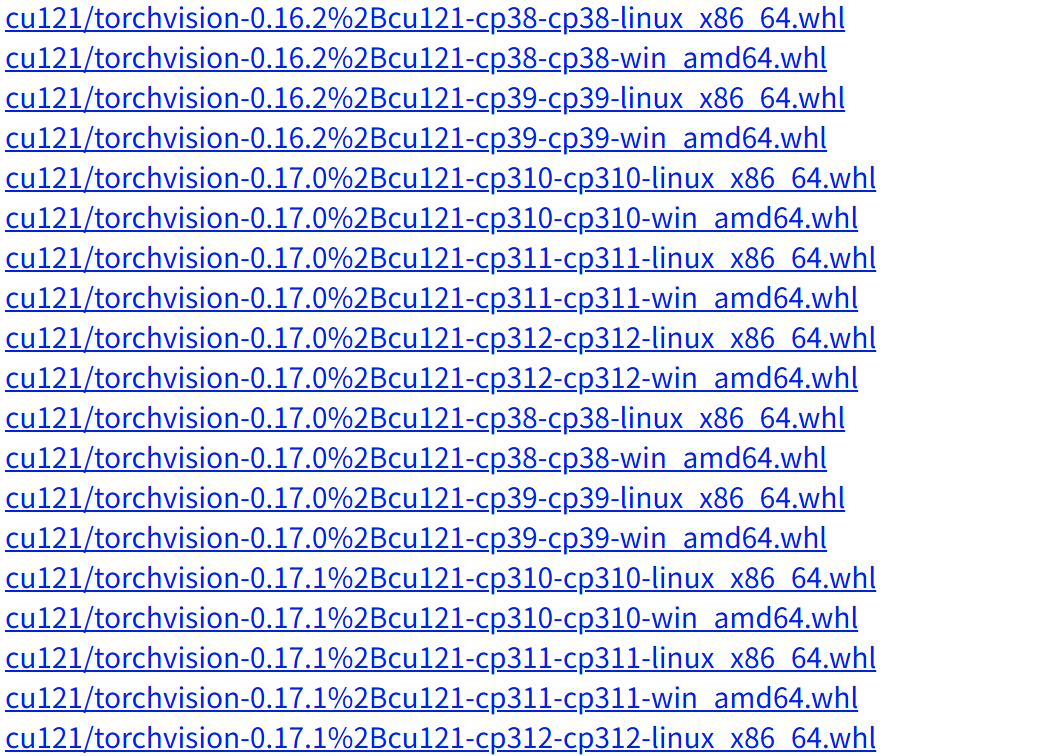 cu121/torchvision-0.16.2%2Bcu121-cp38-cp38-linux_x86_64.whl
cu121/torchvision-0.16.2%2Bcu121-cp38-cp38-win_amd64.whl
cu121/torchvision-0.16.2%2Bcu121-cp39-cp39-linux_x86_64.whl
cu121/torchvision-0.16.2%2Bcu121-cp39-cp39-win_amd64.whl
cu121/torchvision-0.17.0%2Bcu121-cp310-cp310-linux_x86_64.whl
cu121/torchvision-0.17.0%2Bcu121-cp310-cp310-win_amd64.whl
cu121/torchvision-0.17.0%2Bcu121-cp311-cp311-linux_x86_64.whl
cu121/torchvision-0.17.0%2Bcu121-cp311-cp311-win_amd64.whl
cu121/torchvision-0.17.0%2Bcu121-cp312-cp312-linux_x86_64.whl
cu121/torchvision-0.17.0%2Bcu121-cp312-cp312-win_amd64.whl
cu121/torchvision-0.17.0%2Bcu121-cp38-cp38-linux_x86_64.whl
cu121/torchvision-0.17.0%2Bcu121-cp38-cp38-win_amd64.whl
cu121/torchvision-0.17.0%2Bcu121-cp39-cp39-linux_x86_64.whl
cu121/torchvision-0.17.0%2Bcu121-cp39-cp39-win_amd64.whl
cu121/torchvision-0.17.1%2Bcu121-cp310-cp310-linux_x86_64.whl
cu121/torchvision-0.17.1%2Bcu121-cp310-cp310-win_amd64.whl
cu121/torchvision-0.17.1%2Bcu121-cp311-cp311-linux_x86_64.whl
cu121/torchvision-0.17.1%2Bcu121-cp311-cp311-win_amd64.whl
cu121/torchvision-0.17.1%2Bcu121-cp312-cp312-linux_x86_64.whl